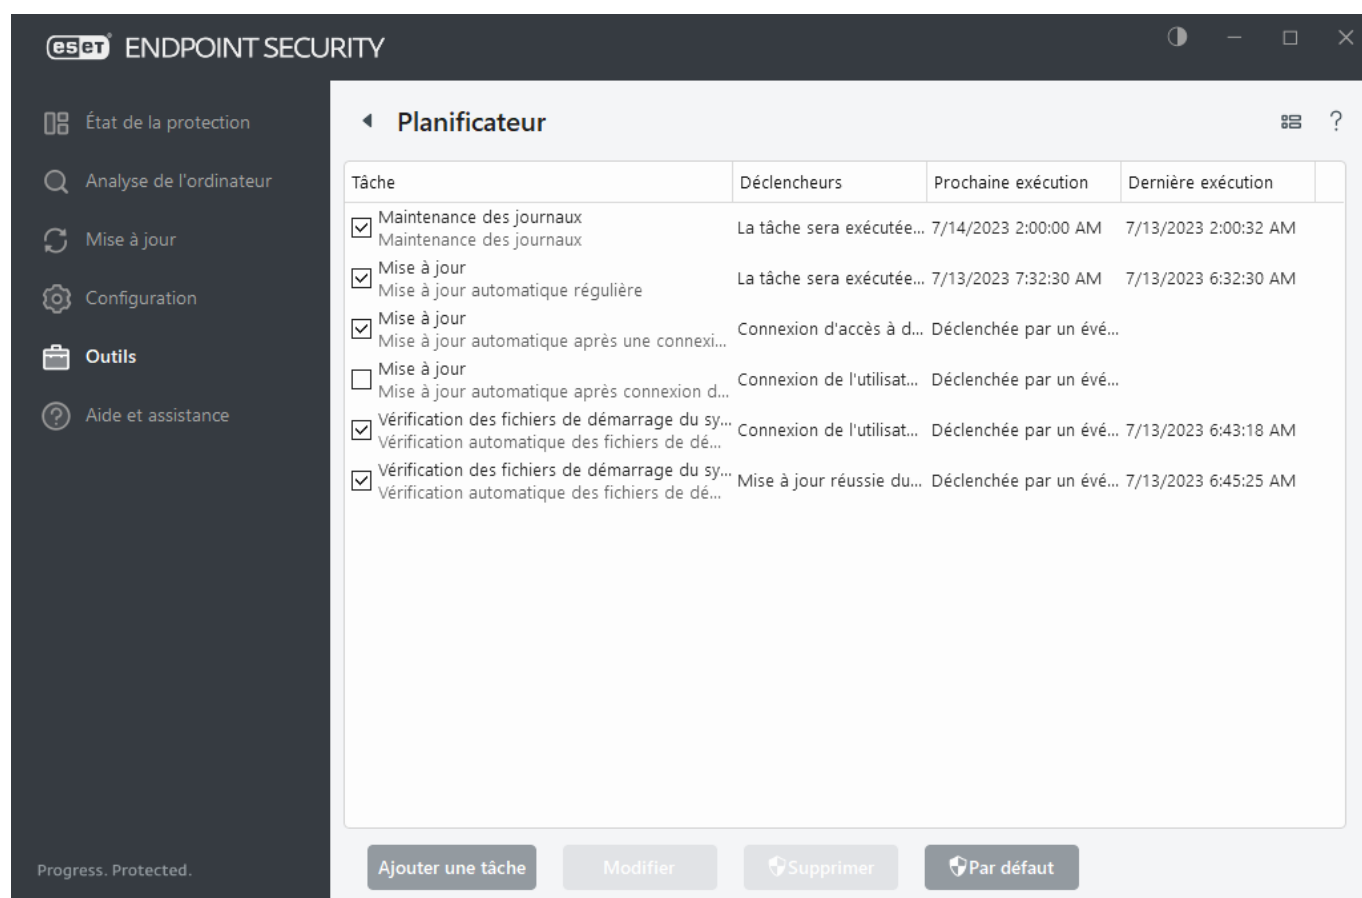 eset ENDPOINT SECURITY
État de la protection
Analyse de l'ordinateur
Mise à jour
Configuration
Outils
Aide et assistance
Progress. Protected.
Planificateur
?
Tâche Déclencheurs Prochaine exécution Dernière exécution
Maintenance des journaux
Maintenance des journaux
La tâche sera exécutée... 7/14/2023 2:00:00 AM 7/13/2023 2:00:32 AM
Mise à jour
Mise à jour automatique régulière
La tâche sera exécutée... 7/13/2023 7:32:30 AM 7/13/2023 6:32:30 AM
Mise à jour
Mise à jour automatique après une connexi...
Connexion d'accès à d... Déclenchée par un évé...
Mise à jour
Mise à jour automatique après connexion d...
Connexion de l'utilisat... Déclenchée par un évé...
Vérification des fichiers de démarrage du sy...
Vérification automatique des fichiers de dé...
Connexion de l'utilisat... Déclenchée par un évé... 7/13/2023 6:43:18 AM
Vérification des fichiers de démarrage du sy...
Vérification automatique des fichiers de dé...
Mise à jour réussie du... Déclenchée par un évé... 7/13/2023 6:45:25 AM
Ajouter une tâche Modifier Supprimer Par défaut